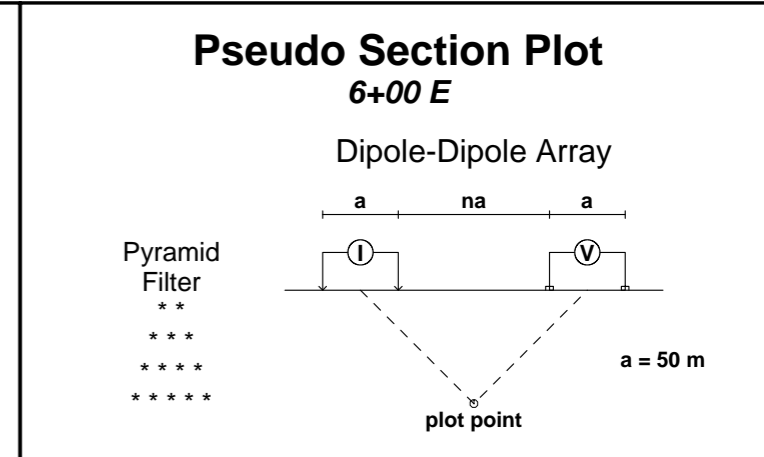 Pseudo Section Plot
6+00 E
Dipole-Dipole Array
a na a
Pyramid
Filter
* *
* * *
* * * *
* * * * *
I V
a = 50 m
plot point